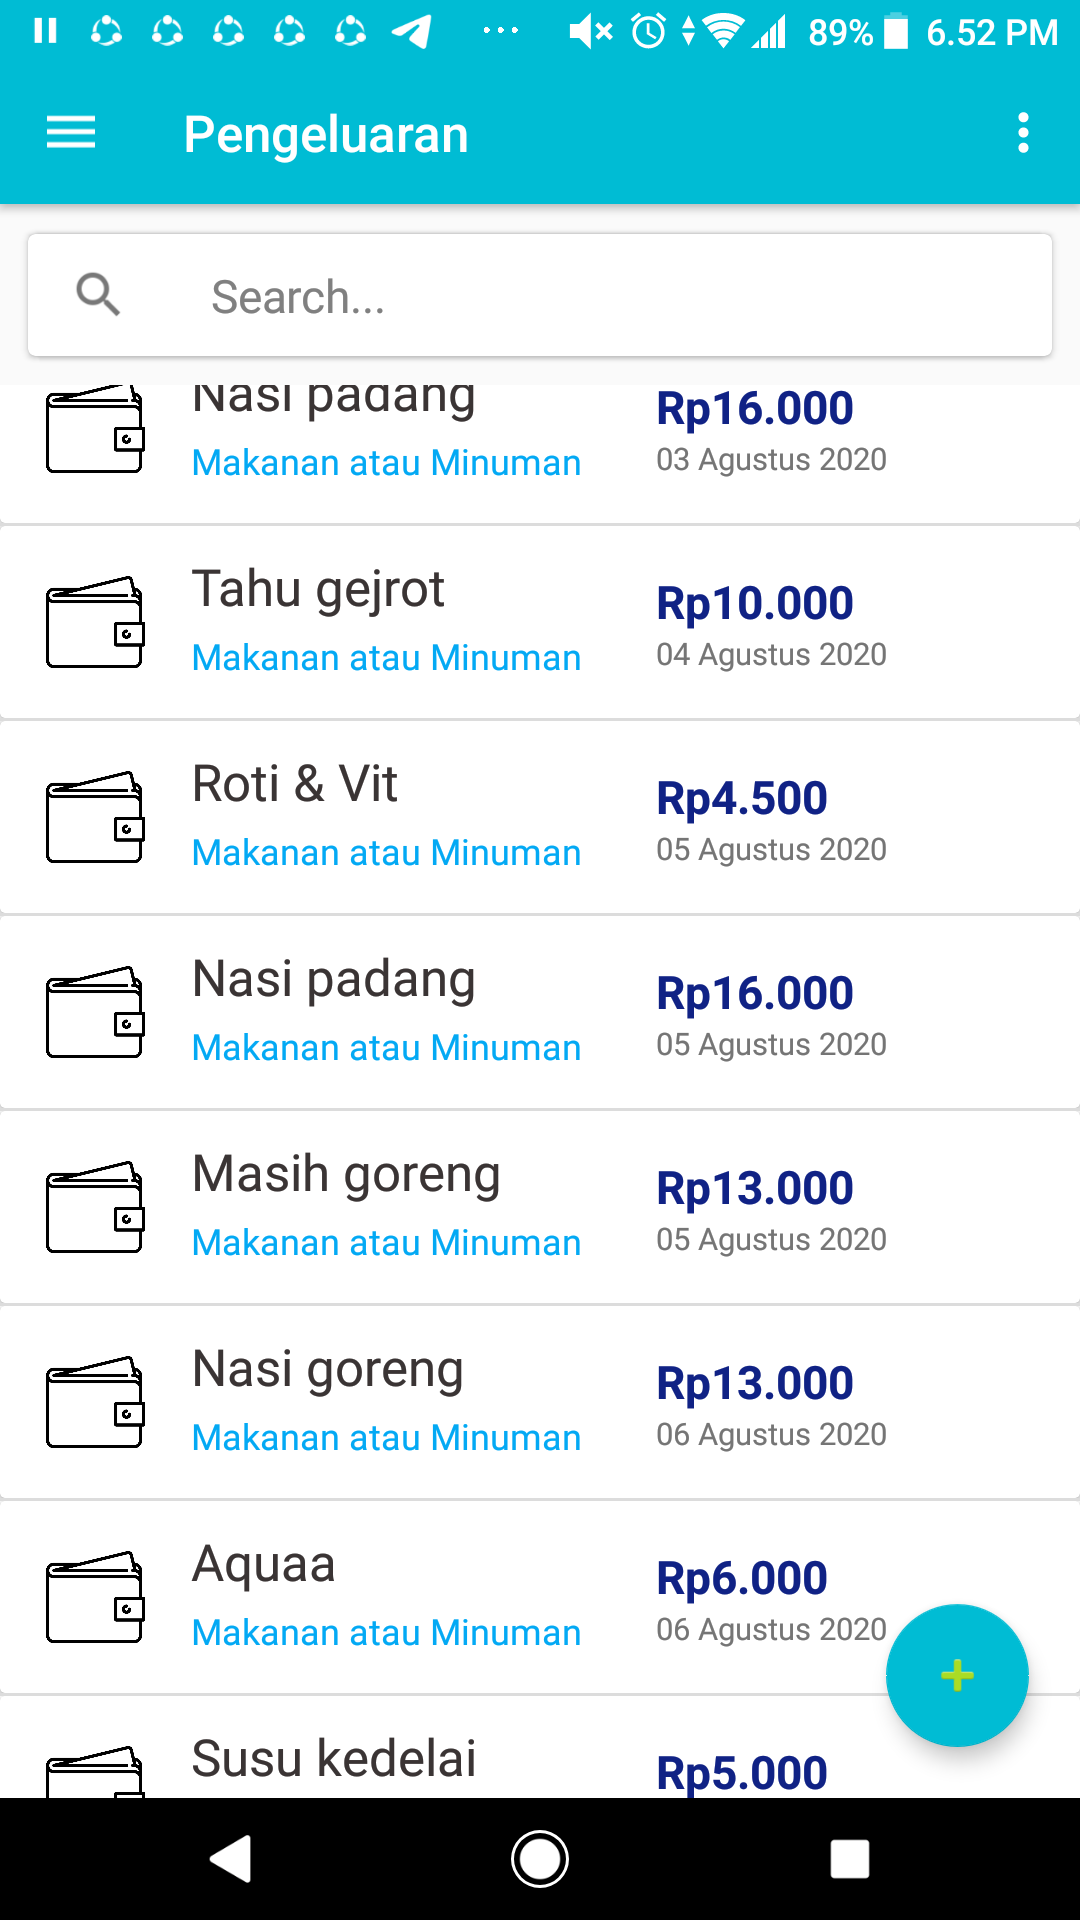 89% 6.52 PM
Pengeluaran
Search...
Nasi padang Rp16.000
Makanan atau Minuman 03 Agustus 2020
Tahu gejrot Rp10.000
Makanan atau Minuman 04 Agustus 2020
Roti & Vit Rp4.500
Makanan atau Minuman 05 Agustus 2020
Nasi padang Rp16.000
Makanan atau Minuman 05 Agustus 2020
Masih goreng Rp13.000
Makanan atau Minuman 05 Agustus 2020
Nasi goreng Rp13.000
Makanan atau Minuman 06 Agustus 2020
Aquaa Rp6.000
Makanan atau Minuman 06 Agustus 2020
Susu kedelai Rp5.000